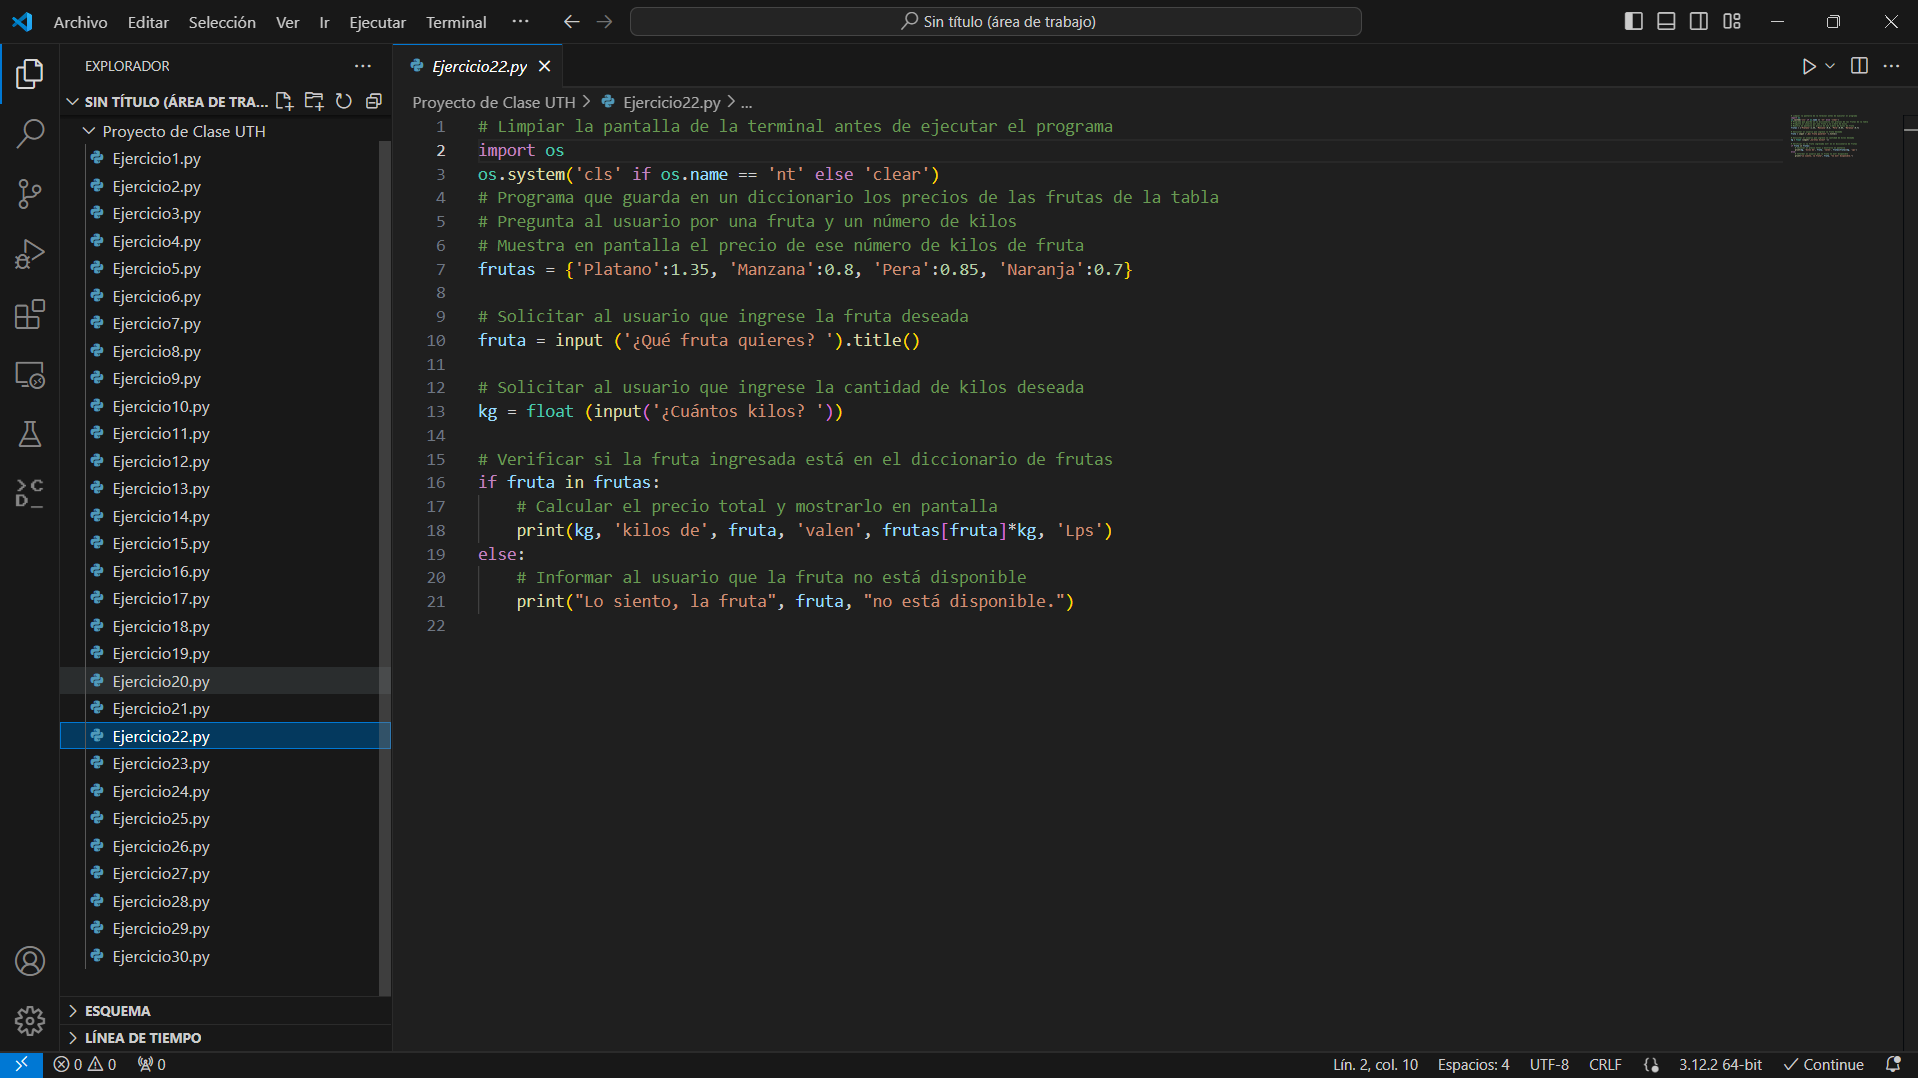 Archivo Editar Selección Ver Ir Ejecutar Terminal ··· Sin título (área de trabajo)
EXPLORADOR ···
SIN TÍTULO (ÁREA DE TRA...
Proyecto de Clase UTH
Ejercicio1.py
Ejercicio2.py
Ejercicio3.py
Ejercicio4.py
Ejercicio5.py
Ejercicio6.py
Ejercicio7.py
Ejercicio8.py
Ejercicio9.py
Ejercicio10.py
Ejercicio11.py
Ejercicio12.py
Ejercicio13.py
Ejercicio14.py
Ejercicio15.py
Ejercicio16.py
Ejercicio17.py
Ejercicio18.py
Ejercicio19.py
Ejercicio20.py
Ejercicio21.py
Ejercicio22.py
Ejercicio23.py
Ejercicio24.py
Ejercicio25.py
Ejercicio26.py
Ejercicio27.py
Ejercicio28.py
Ejercicio29.py
Ejercicio30.py
ESQUEMA
LÍNEA DE TIEMPO
Ejercicio22.py
Proyecto de Clase UTH > Ejercicio22.py > ...
1 # Limpiar la pantalla de la terminal antes de ejecutar el programa
2 import os
3 os.system('cls' if os.name == 'nt' else 'clear')
4 # Programa que guarda en un diccionario los precios de las frutas de la tabla
5 # Pregunta al usuario por una fruta y un número de kilos
6 # Muestra en pantalla el precio de ese número de kilos de fruta
7 frutas = {'Platano':1.35, 'Manzana':0.8, 'Pera':0.85, 'Naranja':0.7}
8
9 # Solicitar al usuario que ingrese la fruta deseada
10 fruta = input ('¿Qué fruta quieres? ').title()
11
12 # Solicitar al usuario que ingrese la cantidad de kilos deseada
13 kg = float (input('¿Cuántos kilos? '))
14
15 # Verificar si la fruta ingresada está en el diccionario de frutas
16 if fruta in frutas:
17     # Calcular el precio total y mostrarlo en pantalla
18     print(kg, 'kilos de', fruta, 'valen', frutas[fruta]*kg, 'Lps')
19 else:
20     # Informar al usuario que la fruta no está disponible
21     print("Lo siento, la fruta", fruta, "no está disponible.")
22
0 0 0 Lín. 2, col. 10 Espacios: 4 UTF-8 CRLF 3.12.2 64-bit Continue